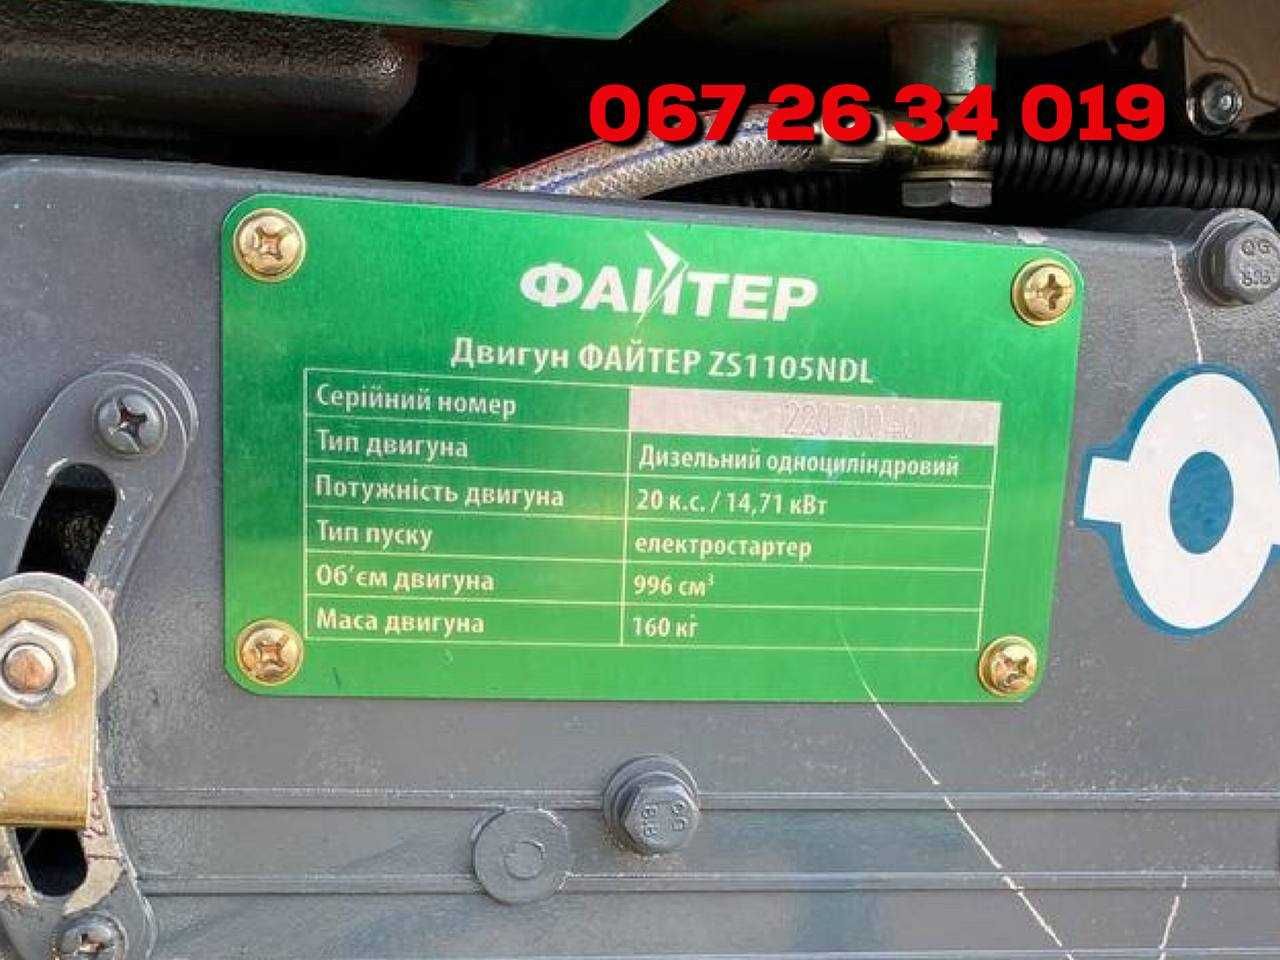 067 26 34 019
ФАЙТЕР
Двигун ФАЙТЕР ZS1105NDL
Серійний номер
Тип двигуна Дизельний одноциліндровий
Потужність двигуна 20 к.с. / 14,71 кВт
Тип пуску електростартер
Об'єм двигуна 996 см³
Маса двигуна 160 кг